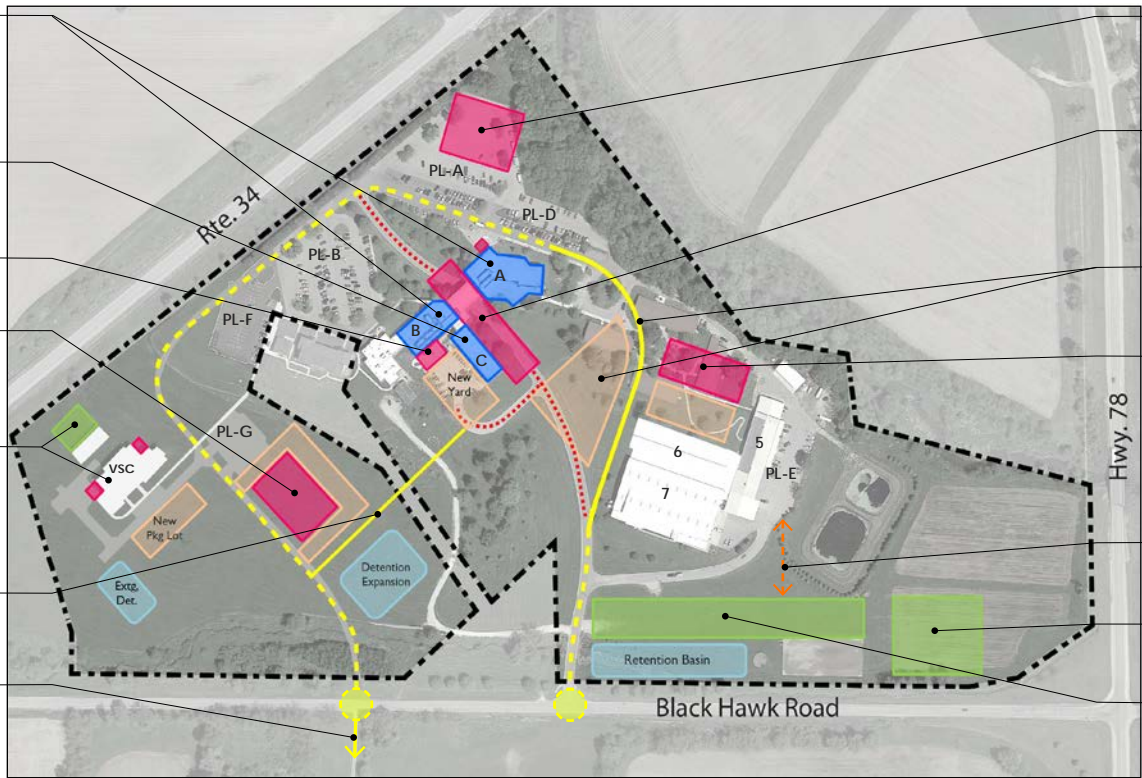 Rte. 34
PL-A
PL-D
PL-B
A
PL-F
B
C
New
Yard
Hwy. 78
PL-G
6
5
VSC
PL-E
7
New
Pkg Lot
Extg.
Det.
Detention
Expansion
Retention Basin
Black Hawk Road